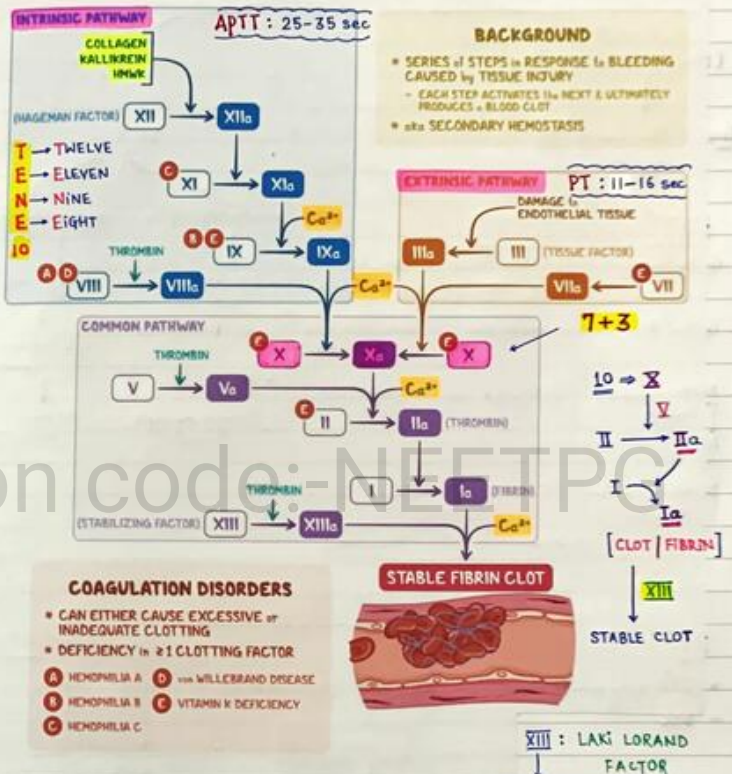 INTRINSIC PATHWAY
APTT : 25-35 sec
COLLAGEN
KALLIKREIN
HMWK
(HAGEMAN FACTOR) XII XIIa
T → TWELVE
E → ELEVEN
N → NiNE
E → EiGHT
10
C XI XIa
Ca²⁺
B E IX IXa
THROMBIN
A D VIII VIIIa
Ca²⁺
BACKGROUND
* SERIES of STEPS in RESPONSE to BLEEDING
CAUSED by TISSUE INJURY
- EACH STEP ACTIVATES the NEXT & ULTIMATELY
PRODUCES a BLOOD CLOT
* aka SECONDARY HEMOSTASIS
EXTRINSIC PATHWAY
PT : 11-16 sec
DAMAGE to
ENDOTHELIAL TISSUE
IIIa III (TISSUE FACTOR)
VIIa E VII
COMMON PATHWAY
7+3
E X Xa E X
THROMBIN
V Va
Ca²⁺
E II IIa (THROMBIN)
I Ia (FIBRIN)
THROMBIN
(STABILIZING FACTOR) XIII XIIIa
Ca²⁺
STABLE FIBRIN CLOT
10 ⇒ X
V
II → IIa
I
Ia
[CLOT | FIBRIN]
XIII
STABLE CLOT
on code:-NEETPG
COAGULATION DISORDERS
* CAN EITHER CAUSE EXCESSIVE or
INADEQUATE CLOTTING
* DEFICIENCY in ≥1 CLOTTING FACTOR
A HEMOPHILIA A D von WILLEBRAND DISEASE
B HEMOPHILIA B E VITAMIN K DEFICIENCY
C HEMOPHILIA C
XIII : LAKi LORAND
FACTOR